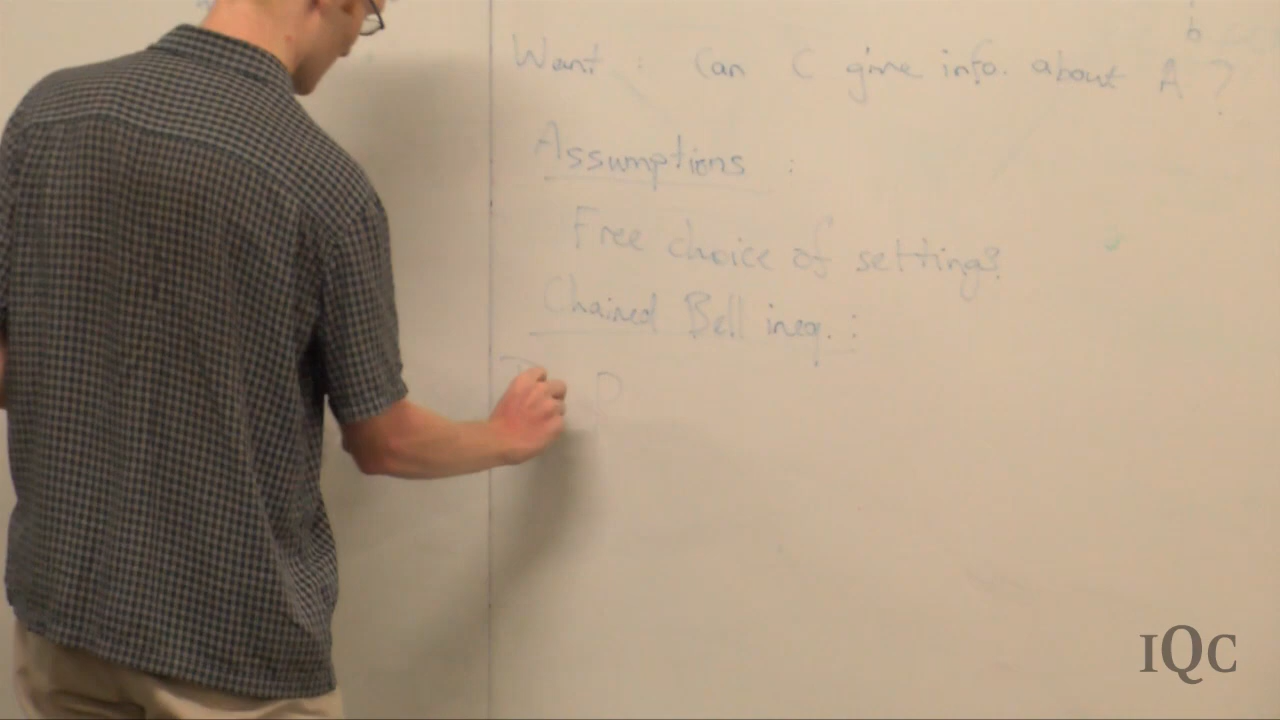 b
Want : Can C give info. about A ?
Assumptions :
Free choice of settings
Chained Bell ineq. :
P
IQC